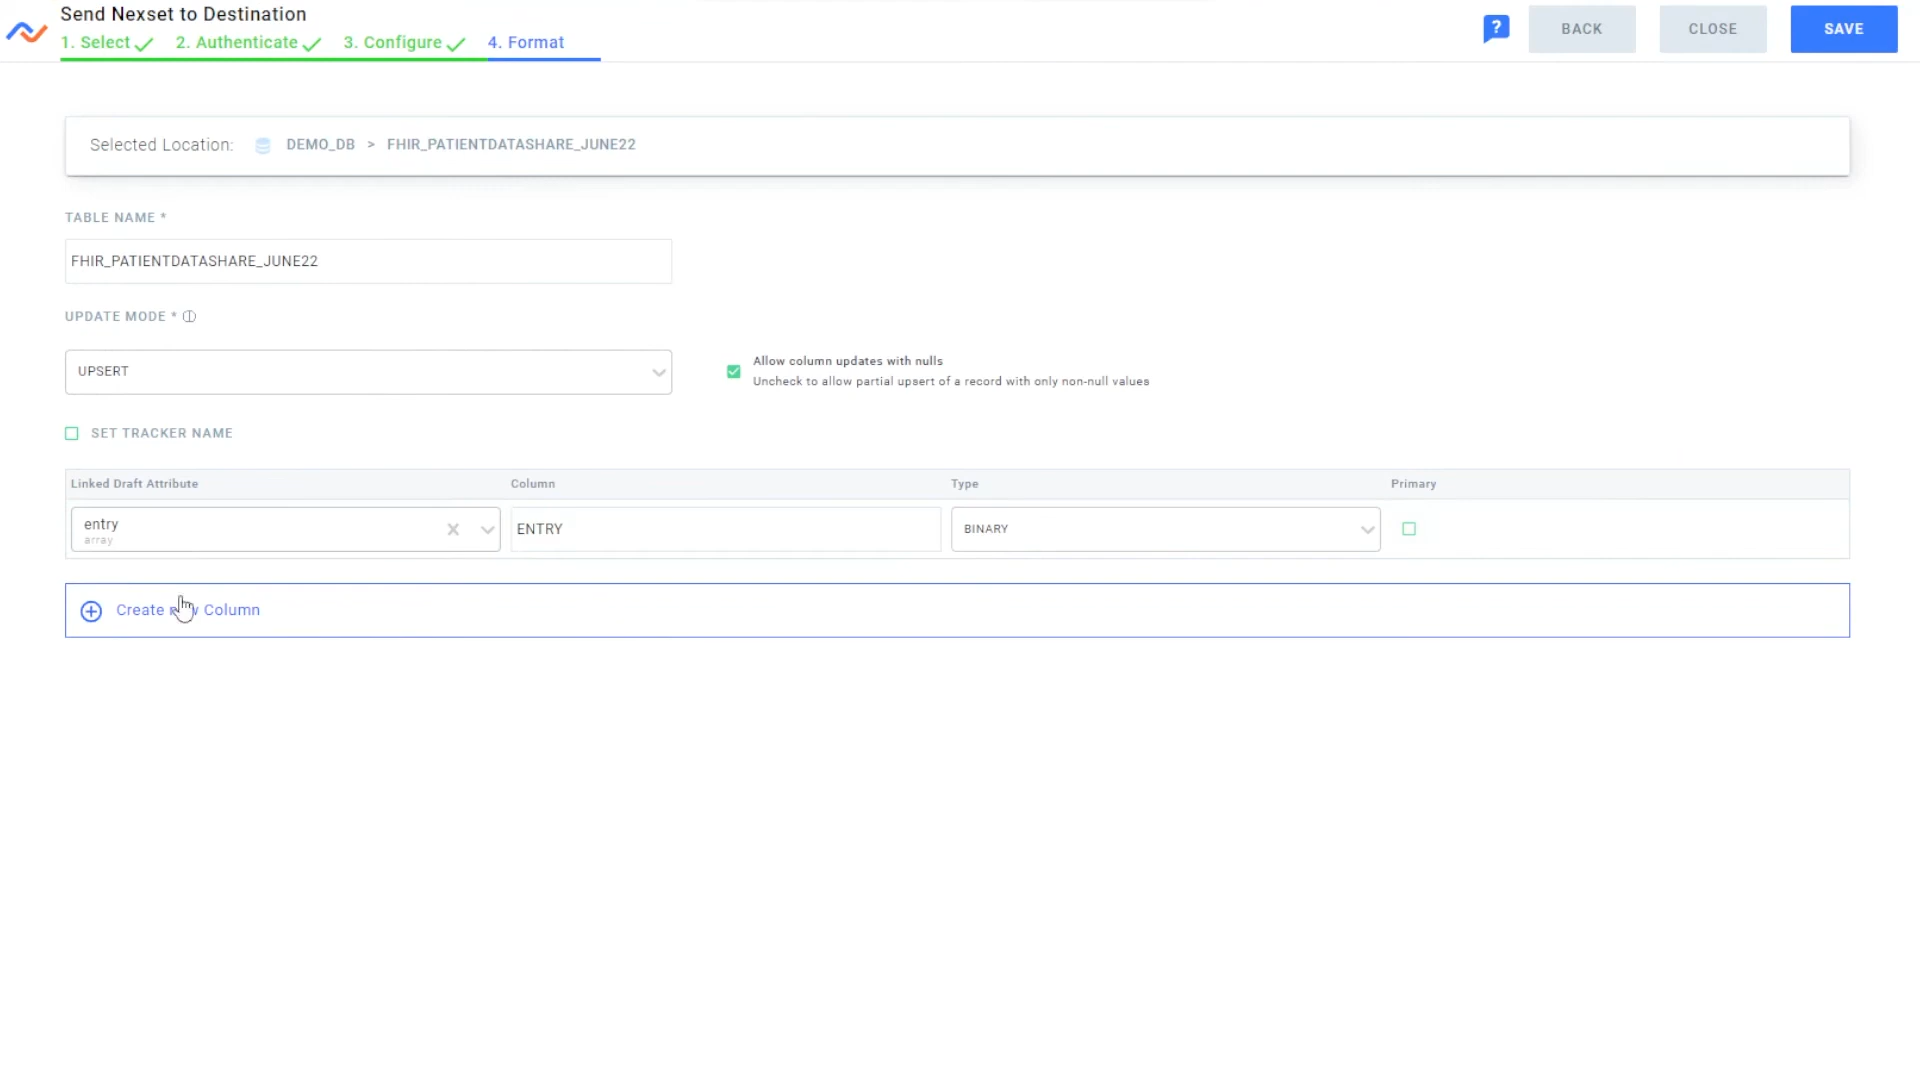 Send Nexset to Destination
1. Select 2. Authenticate 3. Configure 4. Format
? BACK CLOSE SAVE
Selected Location: DEMO_DB > FHIR_PATIENTDATASHARE_JUNE22
TABLE NAME *
FHIR_PATIENTDATASHARE_JUNE22
UPDATE MODE *
UPSERT
Allow column updates with nulls
Uncheck to allow partial upsert of a record with only non-null values
SET TRACKER NAME
Linked Draft Attribute Column Type Primary
entry
array
ENTRY BINARY
Create new Column